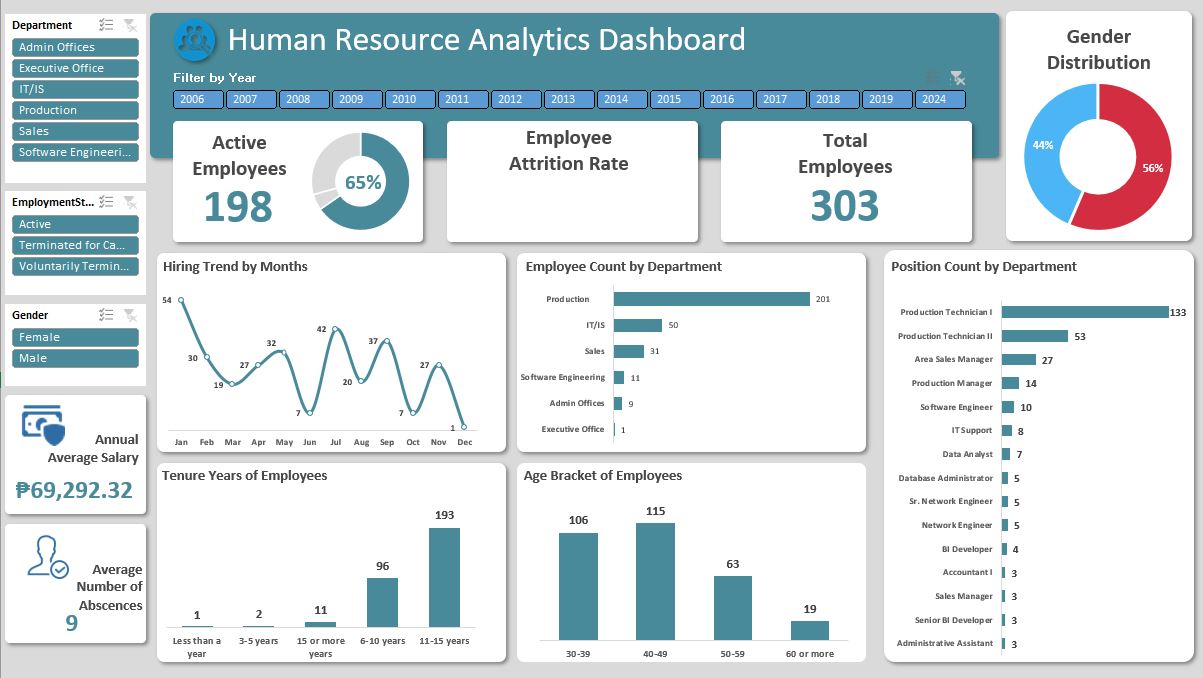 Department
Admin Offices
Executive Office
IT/IS
Production
Sales
Software Engineeri...
EmploymentSt...
Active
Terminated for Ca...
Voluntarily Termin...
Gender
Female
Male
Annual
Average Salary
₱69,292.32
Average
Number of
Abscences
9
Human Resource Analytics Dashboard
Filter by Year
2006 2007 2008 2009 2010 2011 2012 2013 2014 2015 2016 2017 2018 2019 2024
Active
Employees
198
65%
Employee
Attrition Rate
Total
Employees
303
Gender
Distribution
44%
56%
Hiring Trend by Months
54
30
19
27
32
7
42
20
37
7
27
1
Jan Feb Mar Apr May Jun Jul Aug Sep Oct Nov Dec
Employee Count by Department
Production 201
IT/IS 50
Sales 31
Software Engineering 11
Admin Offices 9
Executive Office 1
Position Count by Department
Production Technician I 133
Production Technician II 53
Area Sales Manager 27
Production Manager 14
Software Engineer 10
IT Support 8
Data Analyst 7
Database Administrator 5
Sr. Network Engineer 5
Network Engineer 5
BI Developer 4
Accountant I 3
Sales Manager 3
Senior BI Developer 3
Administrative Assistant 3
Tenure Years of Employees
1
2
11
96
193
Less than a
year
3-5 years
15 or more
years
6-10 years
11-15 years
Age Bracket of Employees
106
115
63
19
30-39 40-49 50-59 60 or more